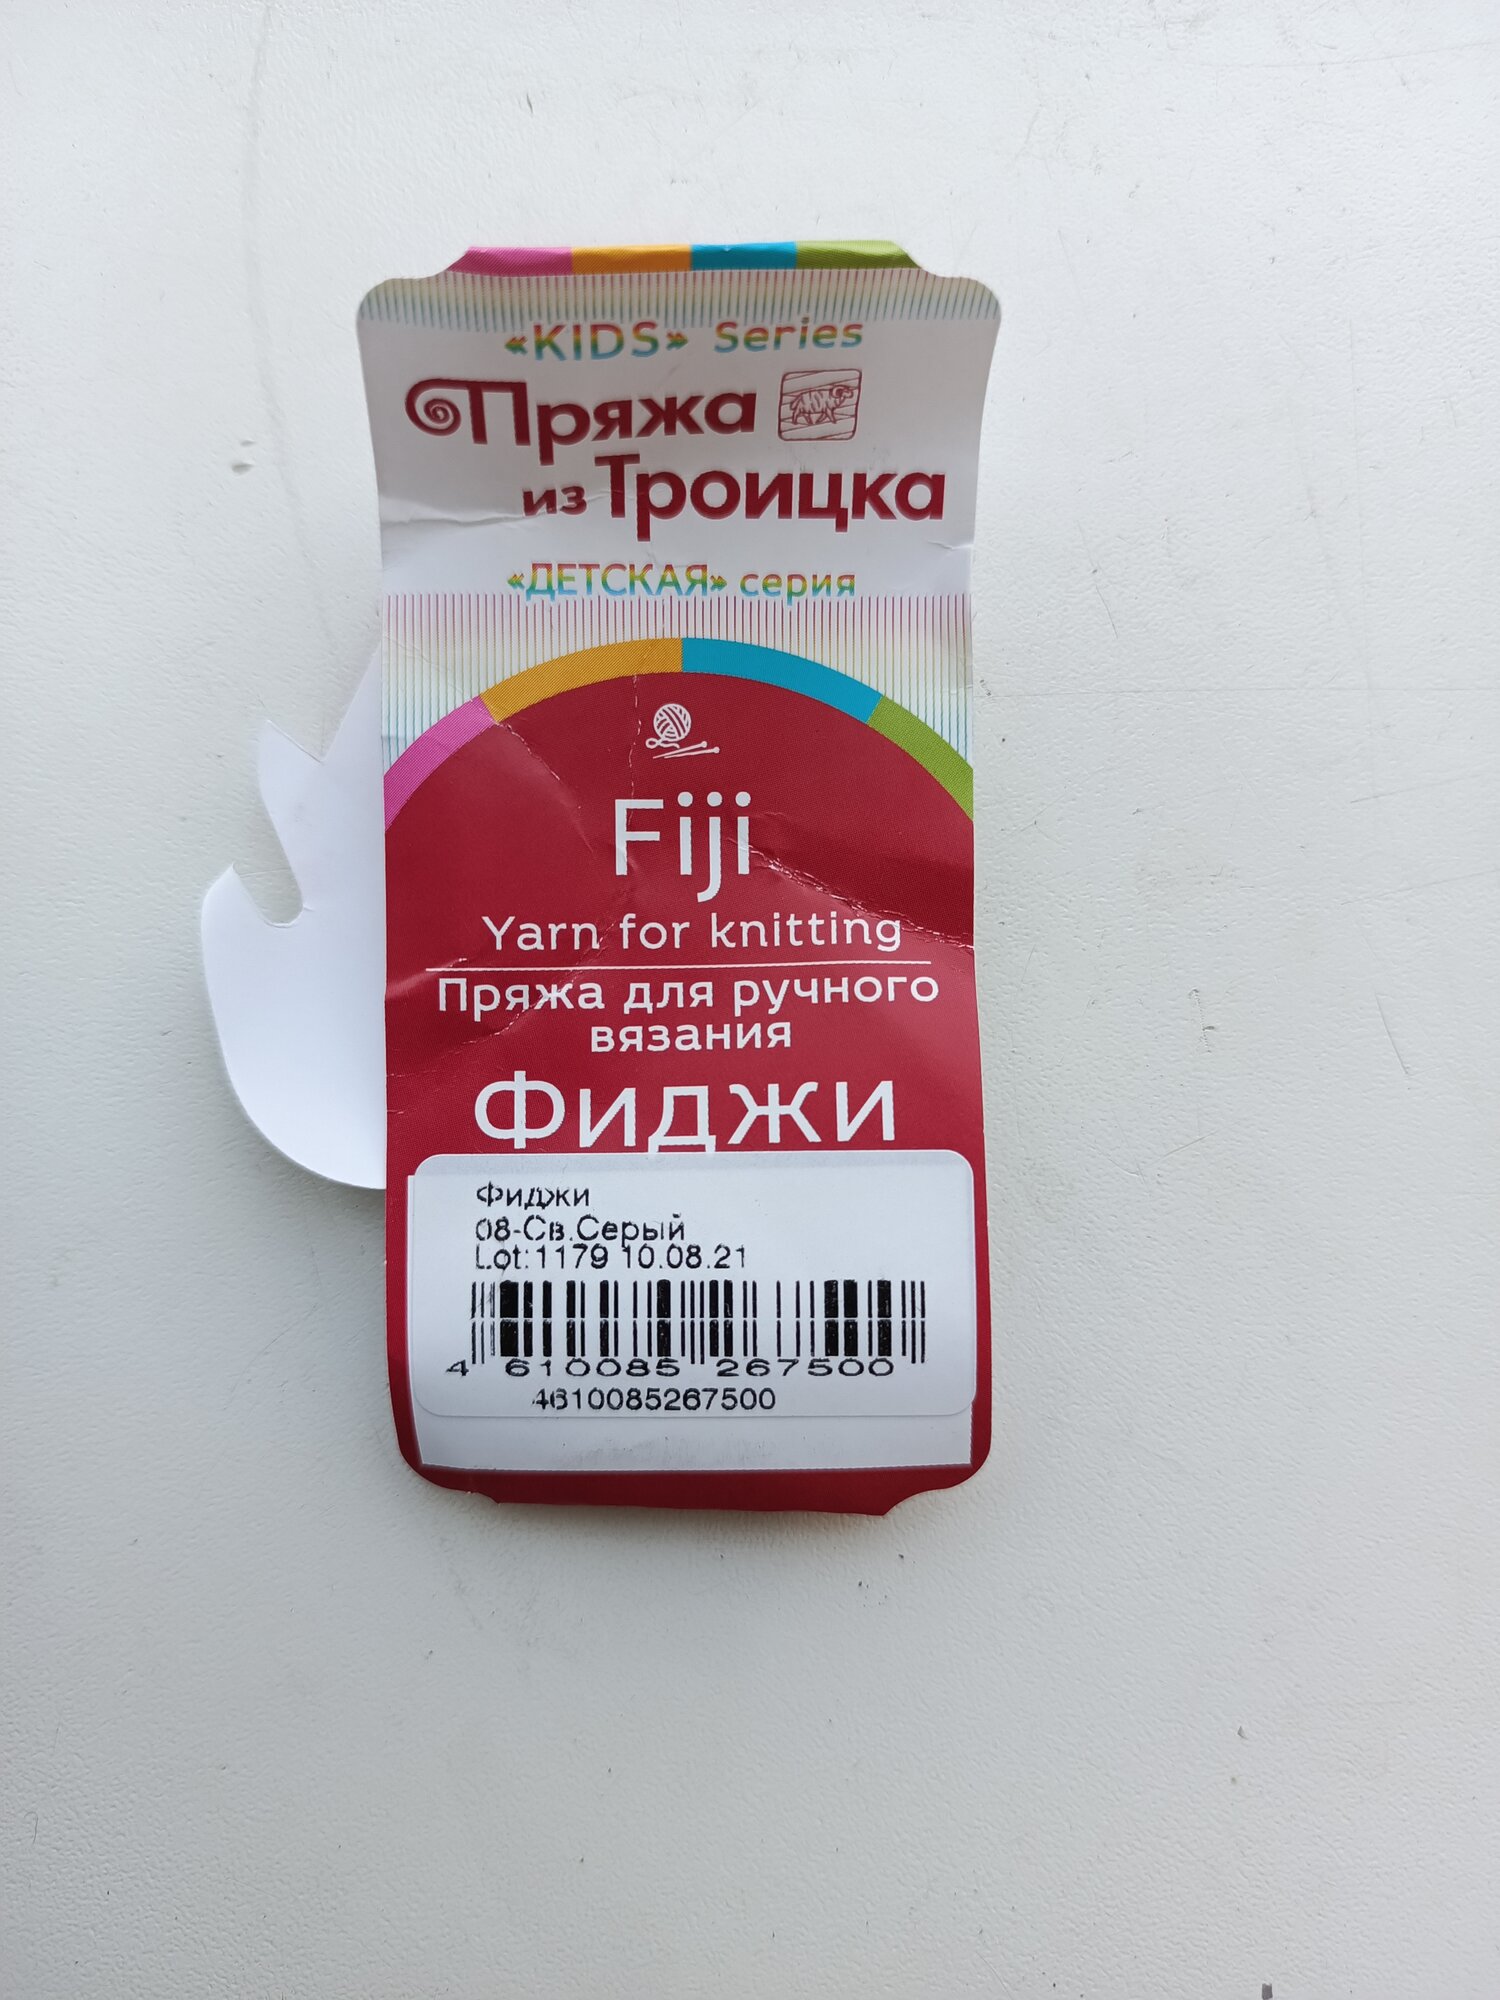 «KIDS» Series
Пряжа
из Троицка
«ДЕТСКАЯ» серия
Fiji
Yarn for knitting
Пряжа для ручного
вязания
Фиджи
Фиджи
08-Св.Серый
Lot:1179 10.08.21
4 610085 267500
4610085267500